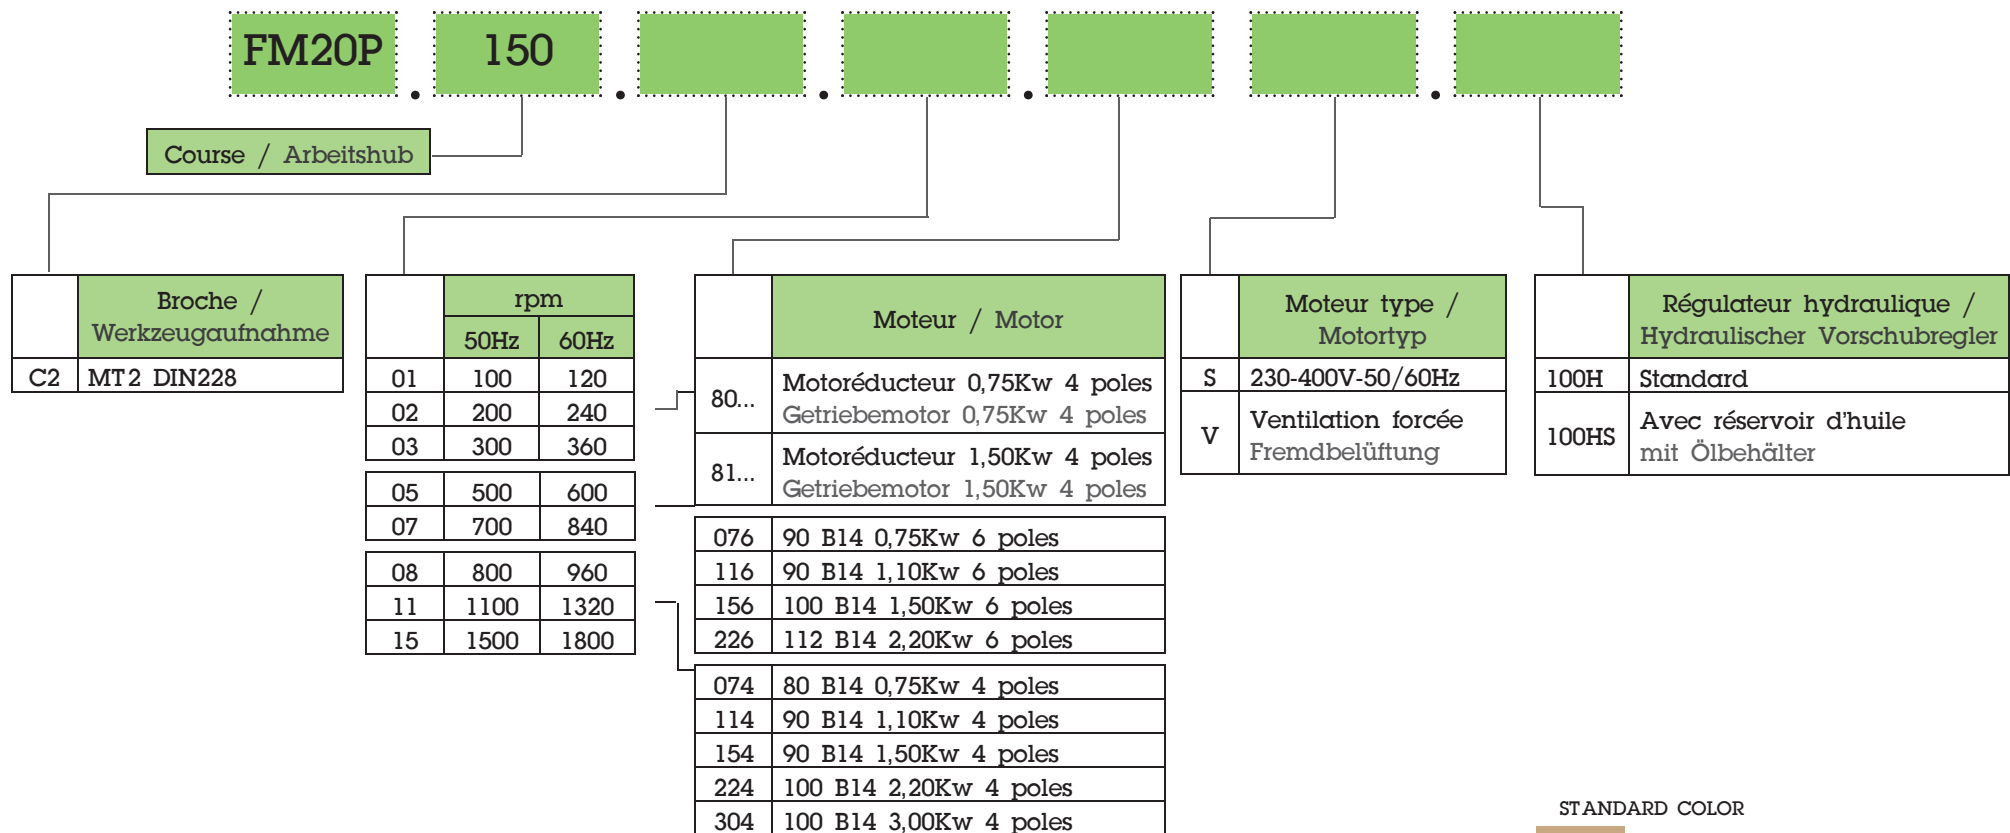 FM20P . 150 . . . .
Course / Arbeitshub
Broche /
Werkzeugaufnahme
C2 MT2 DIN228
rpm
50Hz 60Hz
01 100 120
02 200 240
03 300 360
05 500 600
07 700 840
08 800 960
11 1100 1320
15 1500 1800
Moteur / Motor
80... Motoréducteur 0,75Kw 4 poles
Getriebemotor 0,75Kw 4 poles
81... Motoréducteur 1,50Kw 4 poles
Getriebemotor 1,50Kw 4 poles
076 90 B14 0,75Kw 6 poles
116 90 B14 1,10Kw 6 poles
156 100 B14 1,50Kw 6 poles
226 112 B14 2,20Kw 6 poles
074 80 B14 0,75Kw 4 poles
114 90 B14 1,10Kw 4 poles
154 90 B14 1,50Kw 4 poles
224 100 B14 2,20Kw 4 poles
304 100 B14 3,00Kw 4 poles
Moteur type /
Motortyp
S 230-400V-50/60Hz
V Ventilation forcée
Fremdbelüftung
Régulateur hydraulique /
Hydraulischer Vorschubregler
100H Standard
100HS Avec réservoir d'huile
mit Ölbehälter
STANDARD COLOR